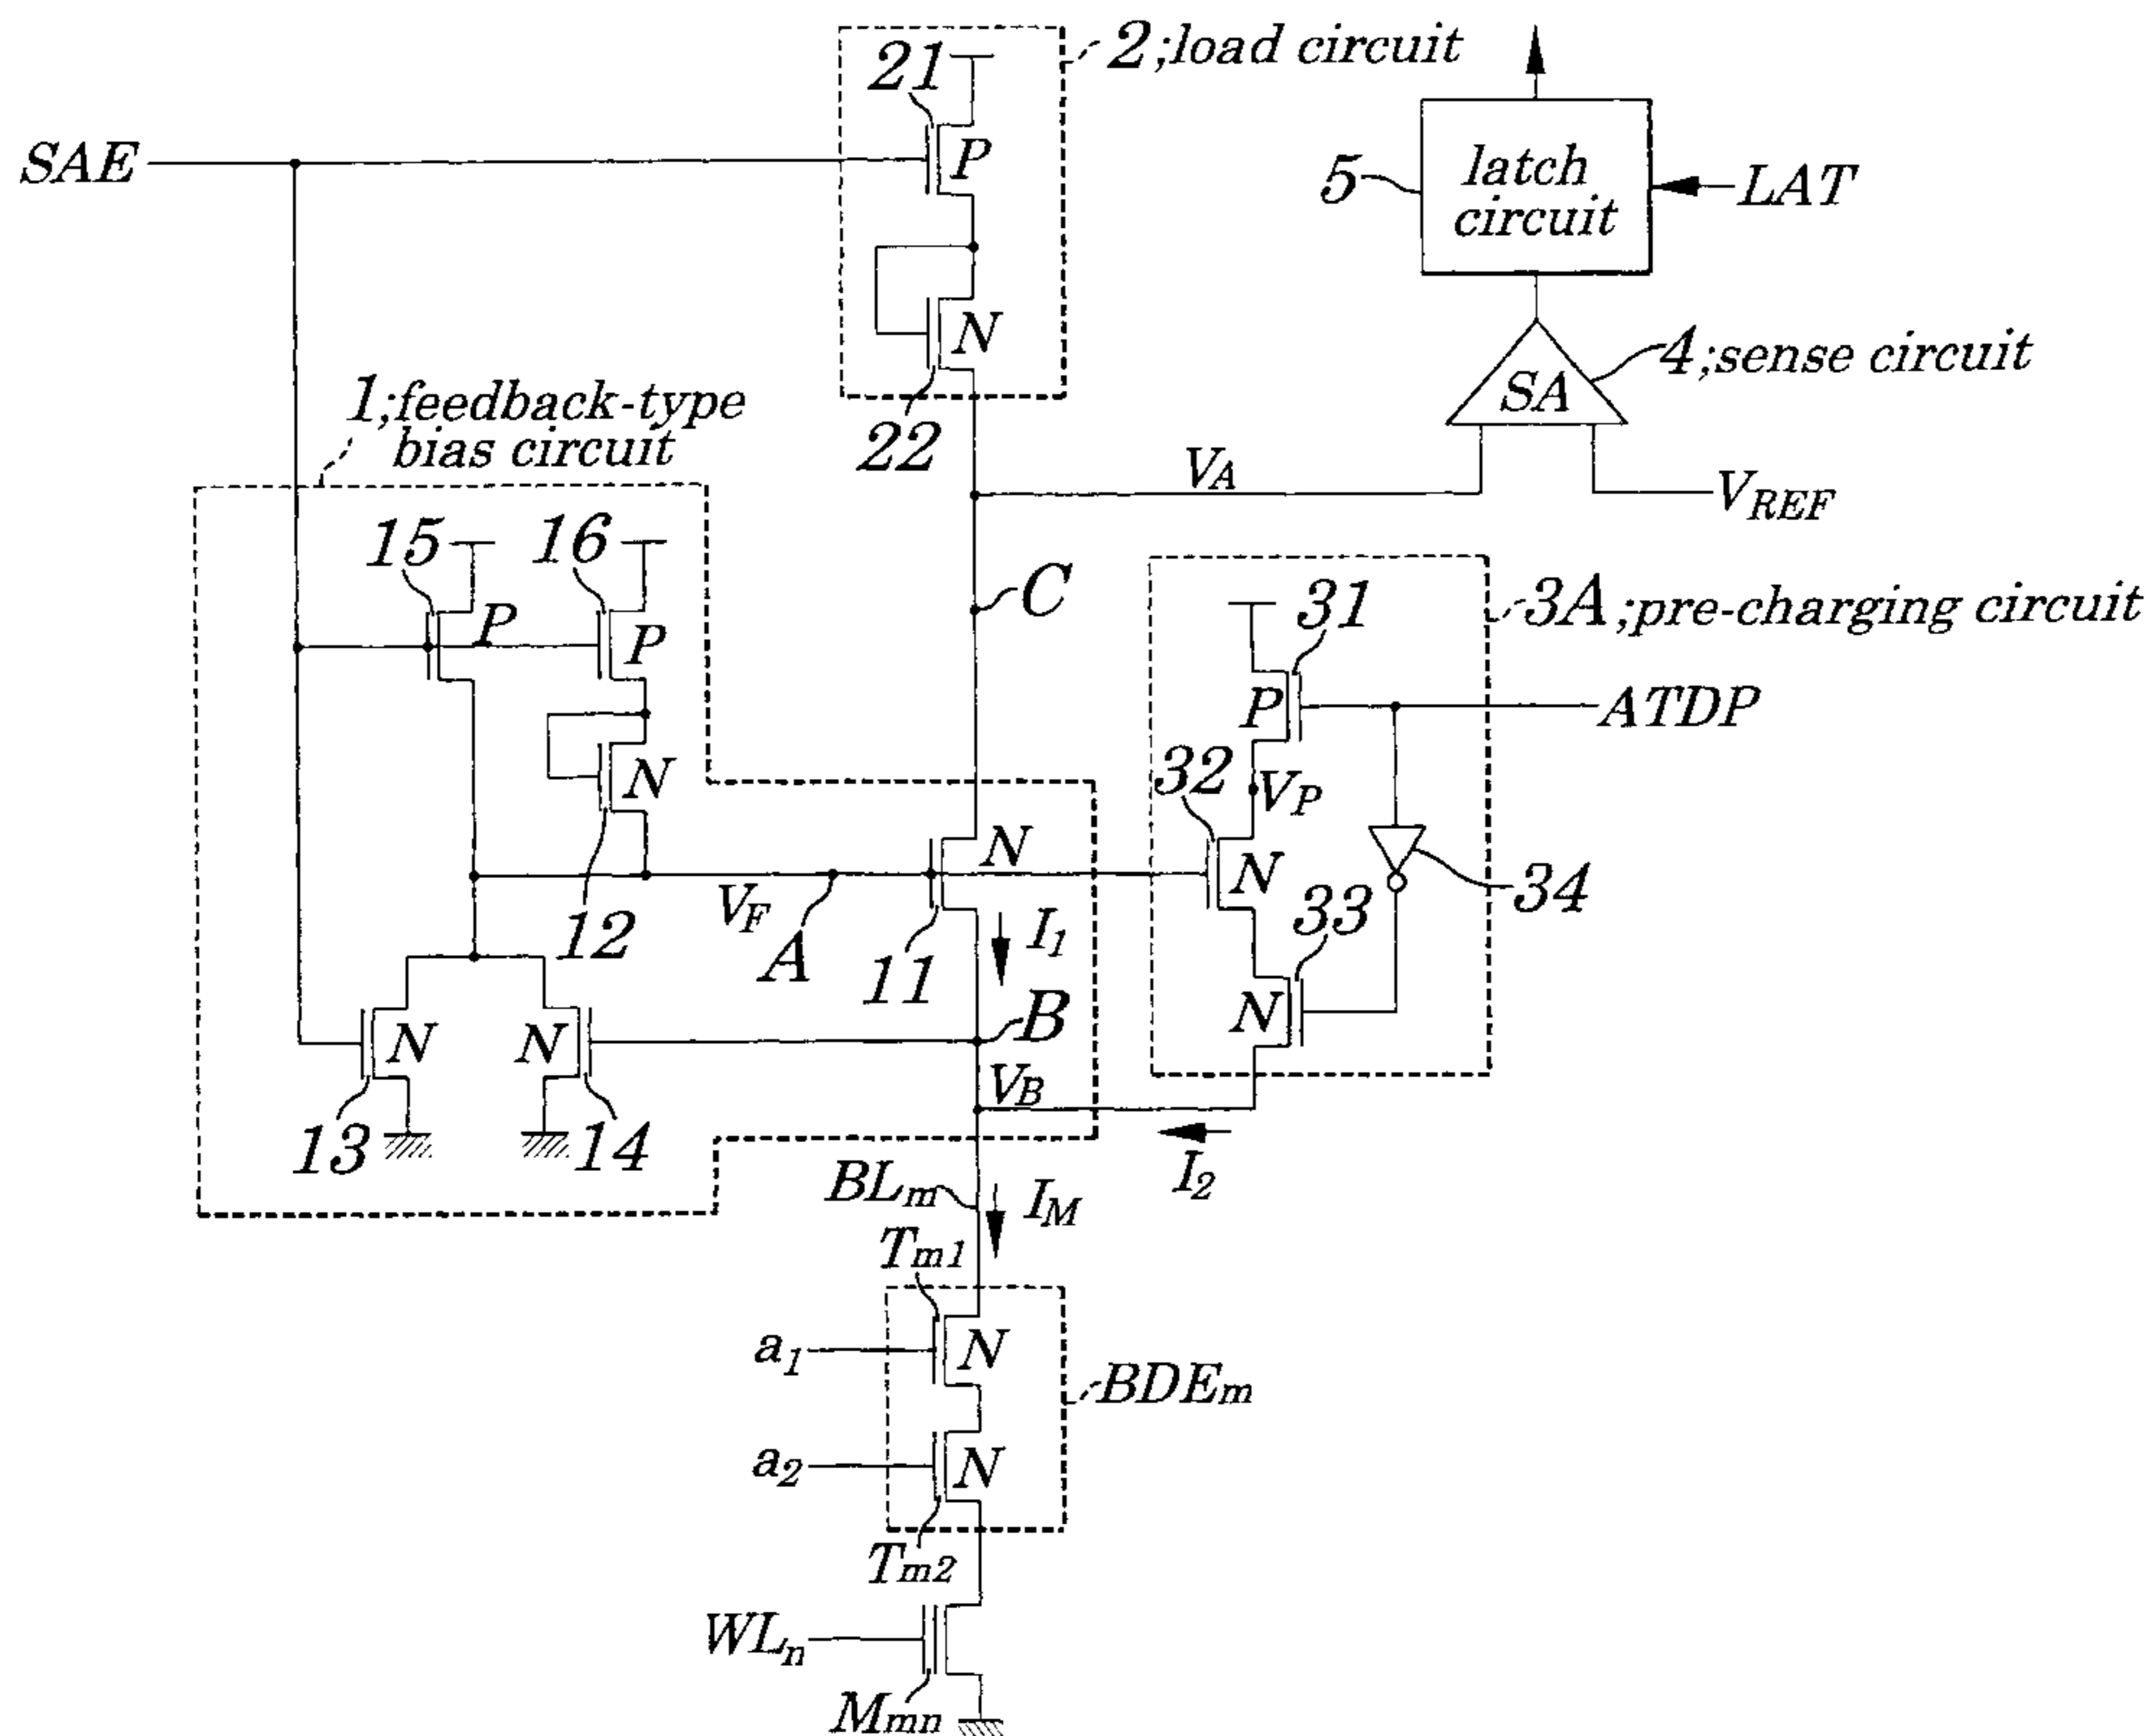 21
2;load circuit
SAE
P
5
latch
circuit
LAT
N
4;sense circuit
SA
1;feedback-type
bias circuit
22
VA
VREF
15
16
P
P
C
31
3A;pre-charging circuit
P
ATDP
32
VP
N
N
N
34
VF
A
12
11
I1
33
B
N
N
N
VB
13
14
I2
BLm
IM
Tm1
a1
N
BDEm
a2
N
Tm2
WLn
Mmn